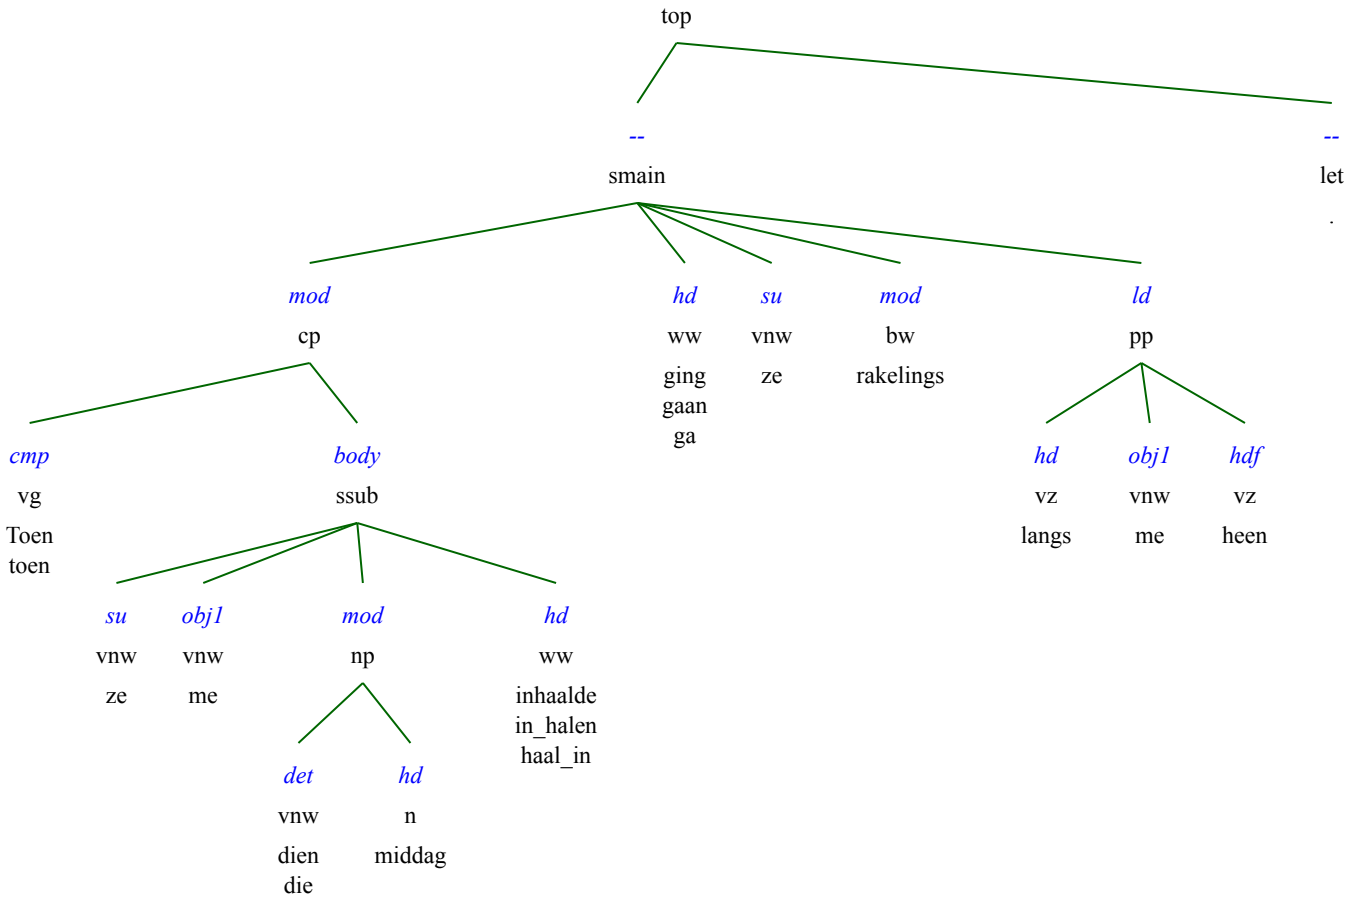 top
-- --
smain let
.
mod hd su mod ld
cp ww vnw bw pp
ging ze rakelings
gaan
ga
cmp body hd obj1 hdf
vg ssub vz vnw vz
Toen langs me heen
toen
su obj1 mod hd
vnw vnw np ww
ze me inhaalde
in_halen
haal_in
det hd
vnw n
dien middag
die